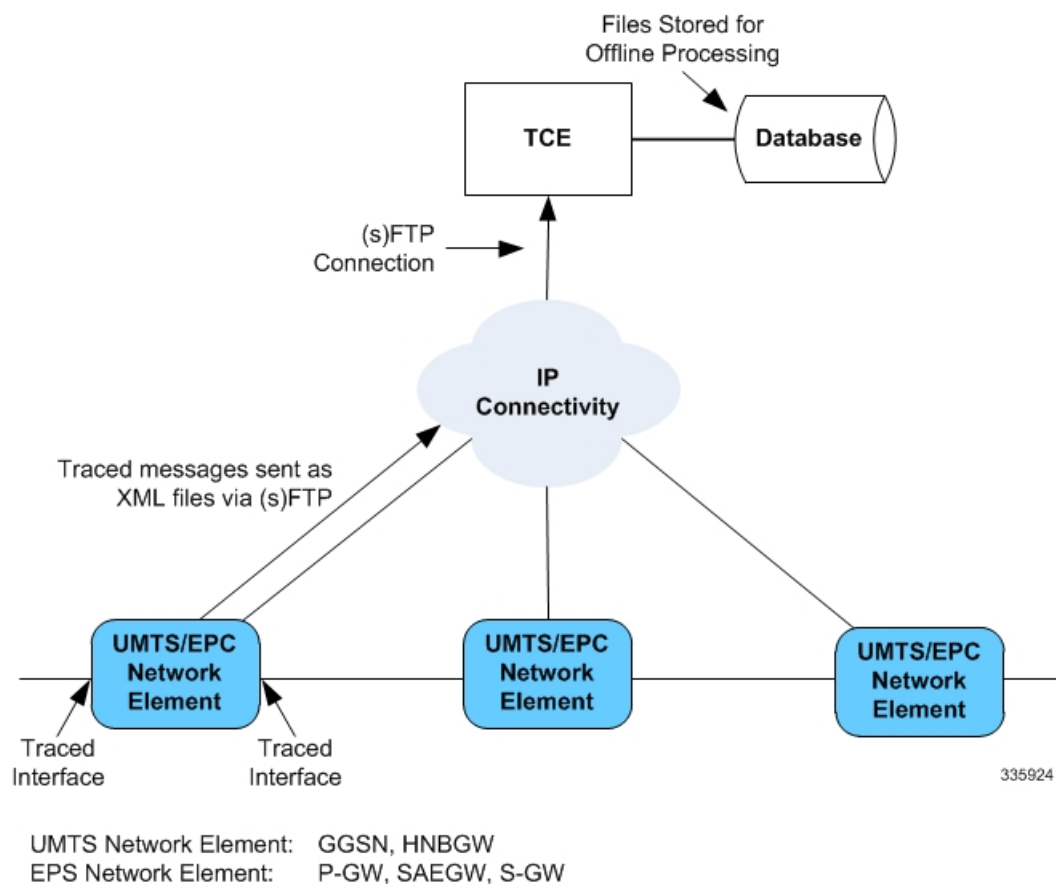 Files Stored for
Offline Processing
TCE
Database
(s)FTP
Connection
IP
Connectivity
Traced messages sent as
XML files via (s)FTP
UMTS/EPC
Network
Element
UMTS/EPC
Network
Element
UMTS/EPC
Network
Element
Traced
Interface
Traced
Interface
335924
UMTS Network Element: GGSN, HNBGW
EPS Network Element: P-GW, SAEGW, S-GW